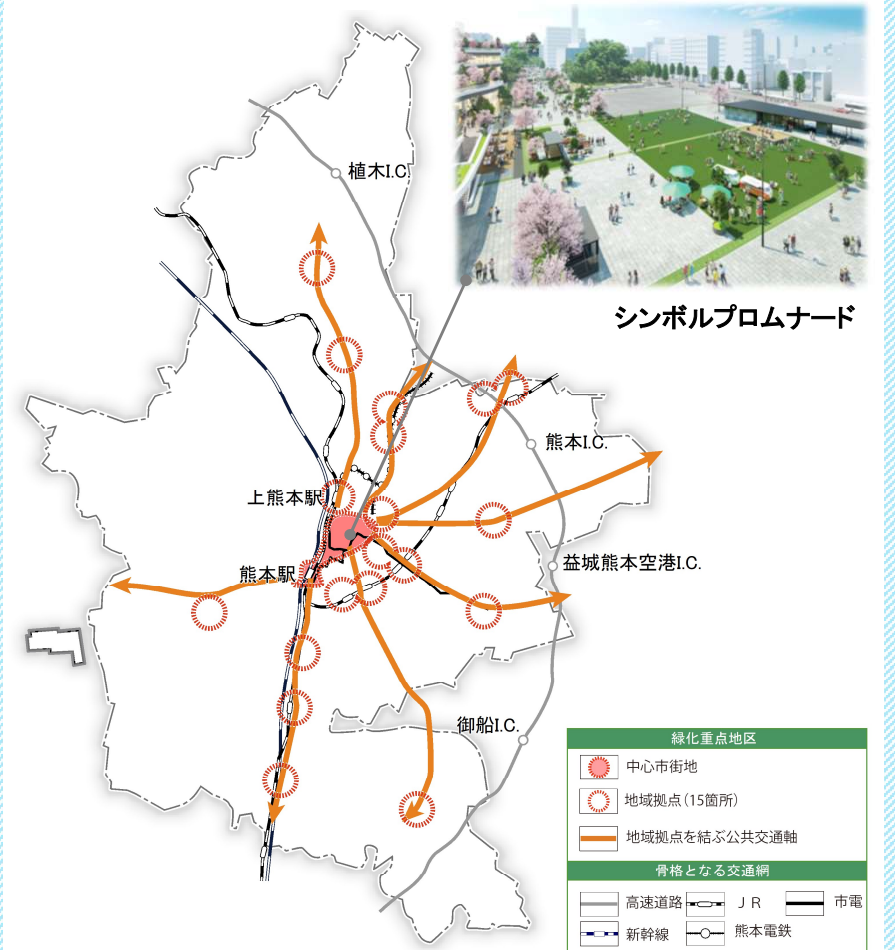 植木I.C.
シンボルプロムナード
熊本I.C.
上熊本駅
益城熊本空港I.C.
熊本駅
御船I.C.
緑化重点地区
中心市街地
地域拠点(15箇所)
地域拠点を結ぶ公共交通軸
骨格となる交通網
高速道路 ＪＲ 市電
新幹線 熊本電鉄